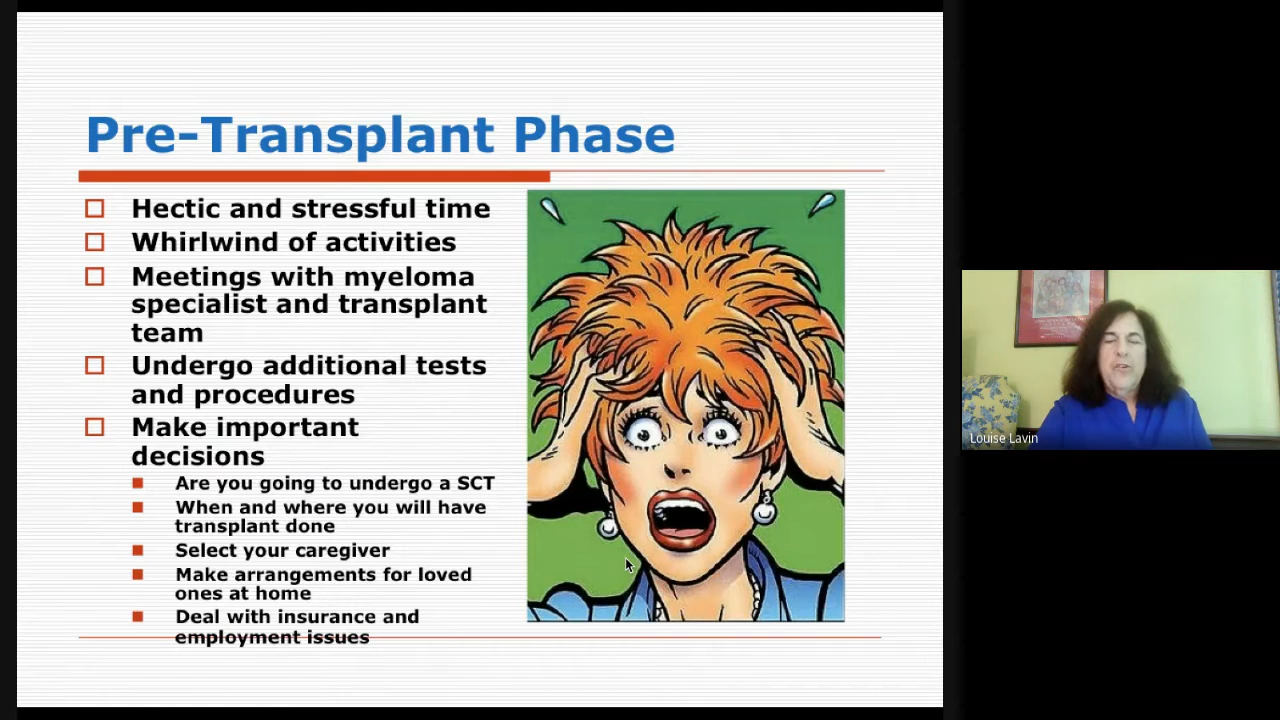 Pre-Transplant Phase
Hectic and stressful time
Whirlwind of activities
Meetings with myeloma
specialist and transplant
team
Undergo additional tests
and procedures
Make important
decisions
Are you going to undergo a SCT
When and where you will have
transplant done
Select your caregiver
Make arrangements for loved
ones at home
Deal with insurance and
employment issues
Louise Lavin